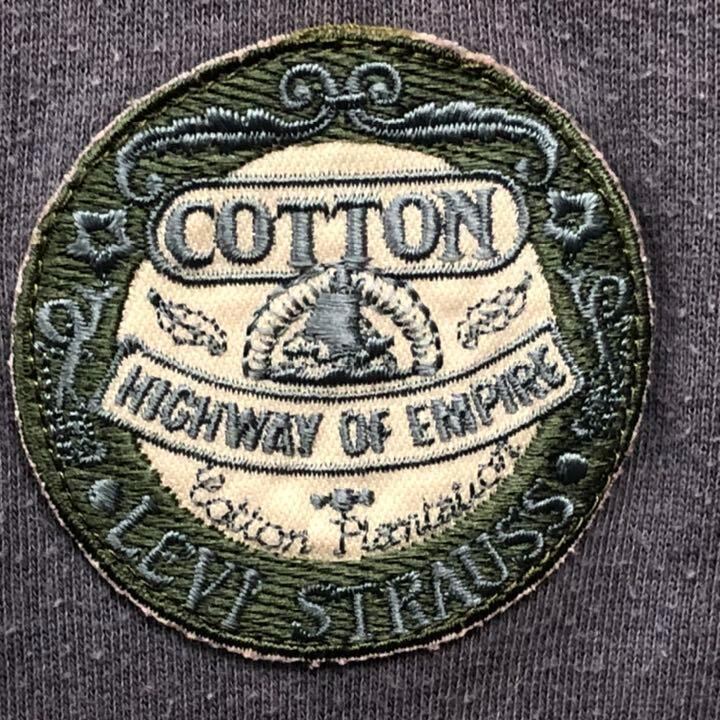 COTTON
HIGHWAY OF EMPIRE
Cotton Plantation
• LEVI STRAUSS •